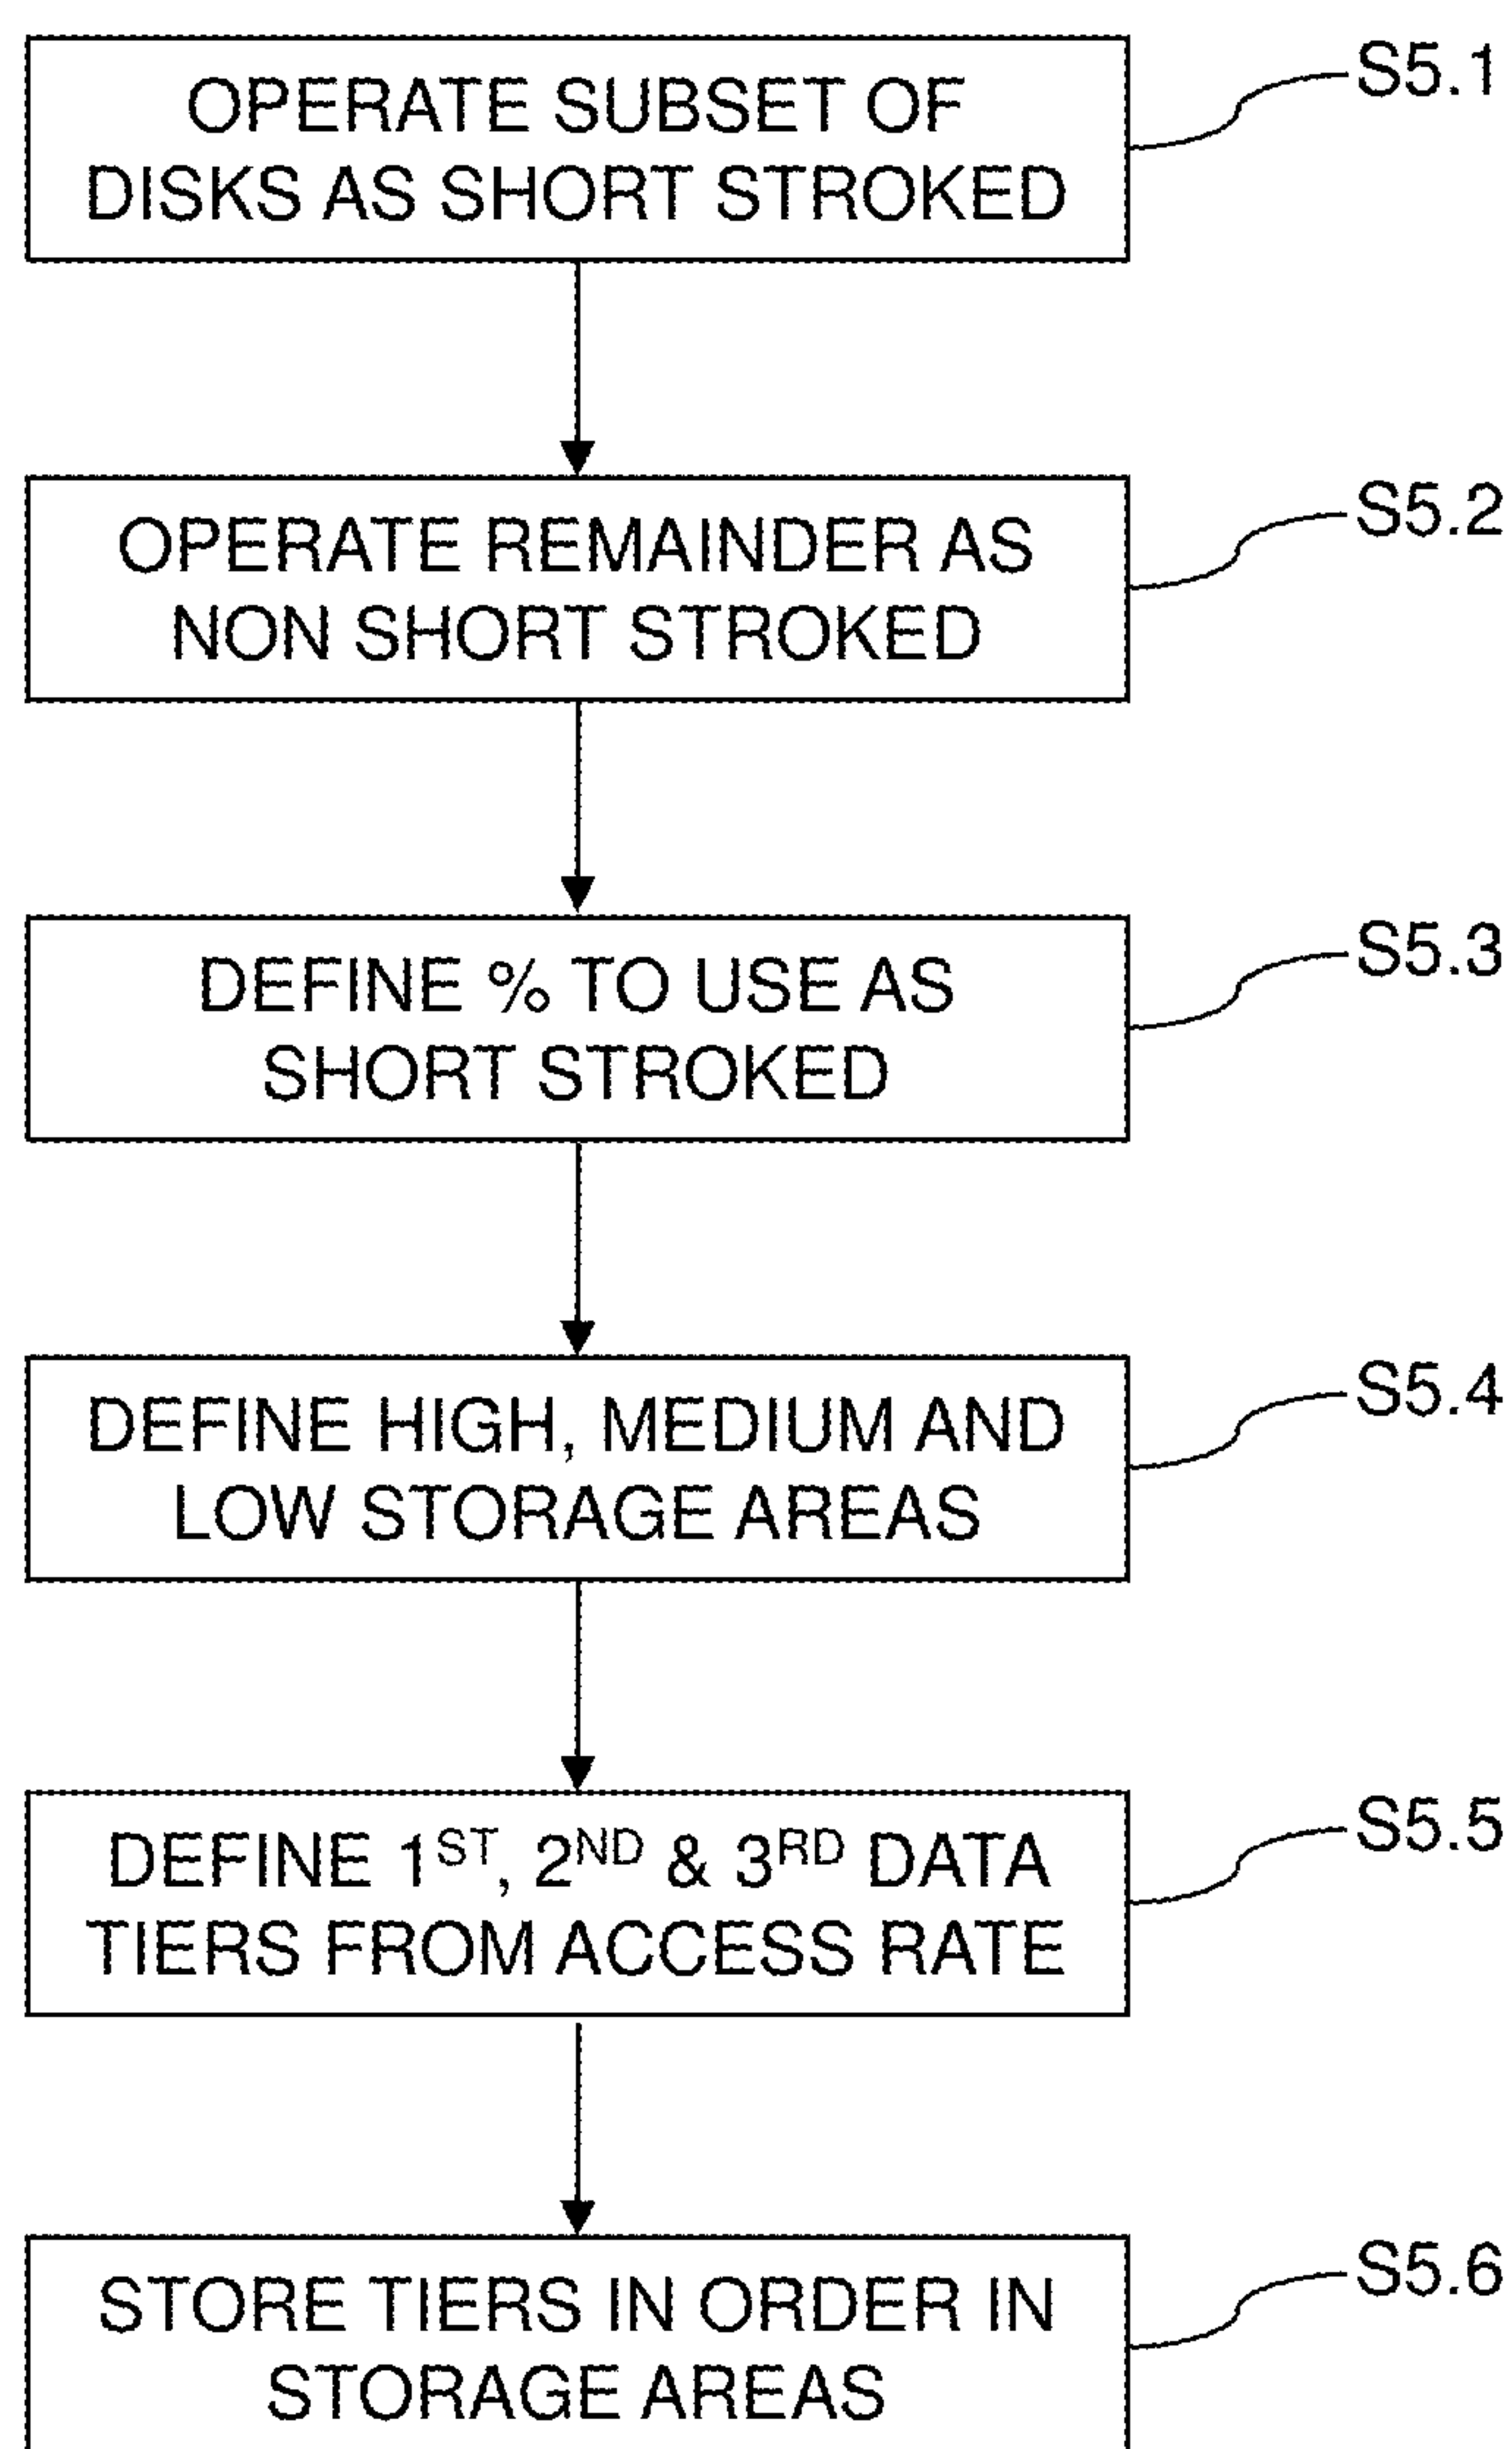 OPERATE SUBSET OF
DISKS AS SHORT STROKED
S5.1
OPERATE REMAINDER AS
NON SHORT STROKED
S5.2
DEFINE % TO USE AS
SHORT STROKED
S5.3
DEFINE HIGH, MEDIUM AND
LOW STORAGE AREAS
S5.4
DEFINE 1ST, 2ND & 3RD DATA
TIERS FROM ACCESS RATE
S5.5
STORE TIERS IN ORDER IN
STORAGE AREAS
S5.6